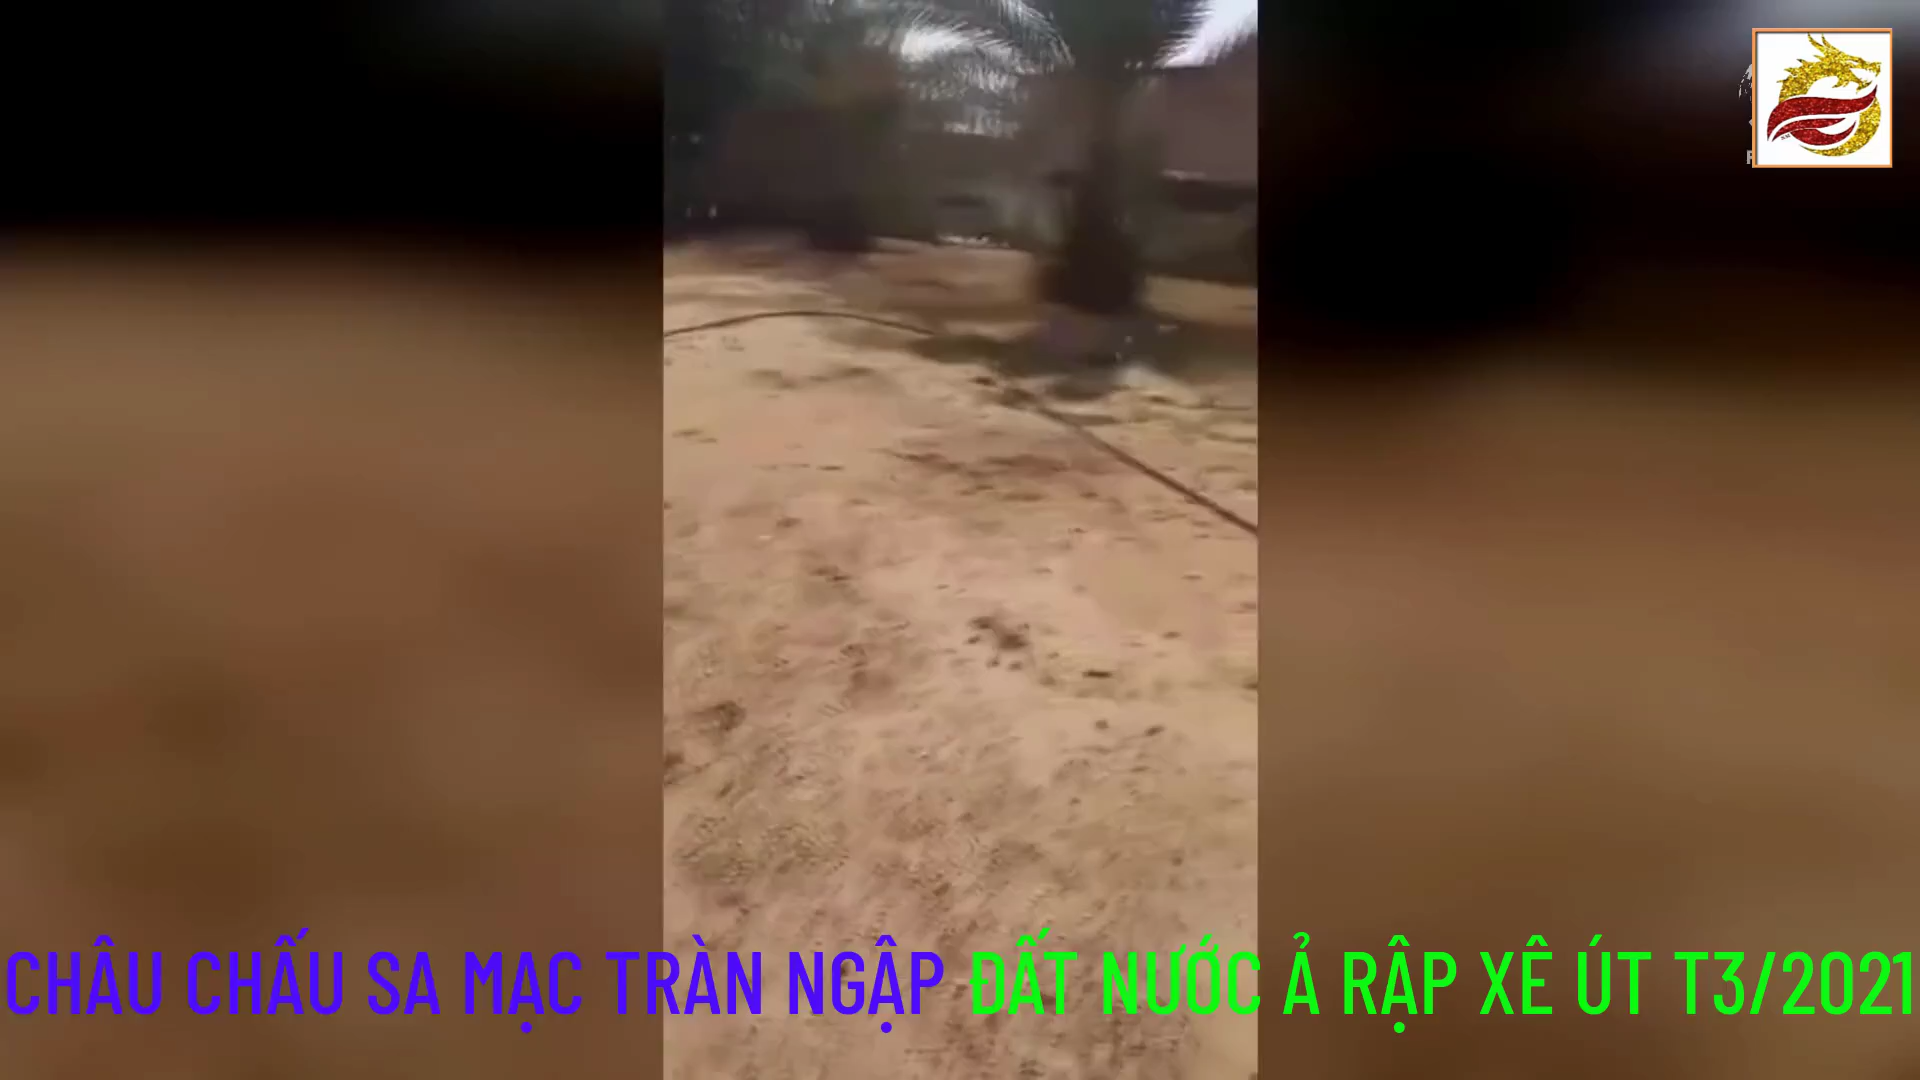 CHÂU CHẤU SA MẠC TRÀN NGẬP ĐẤT NƯỚC Ả RẬP XÊ ÚT T3/2021